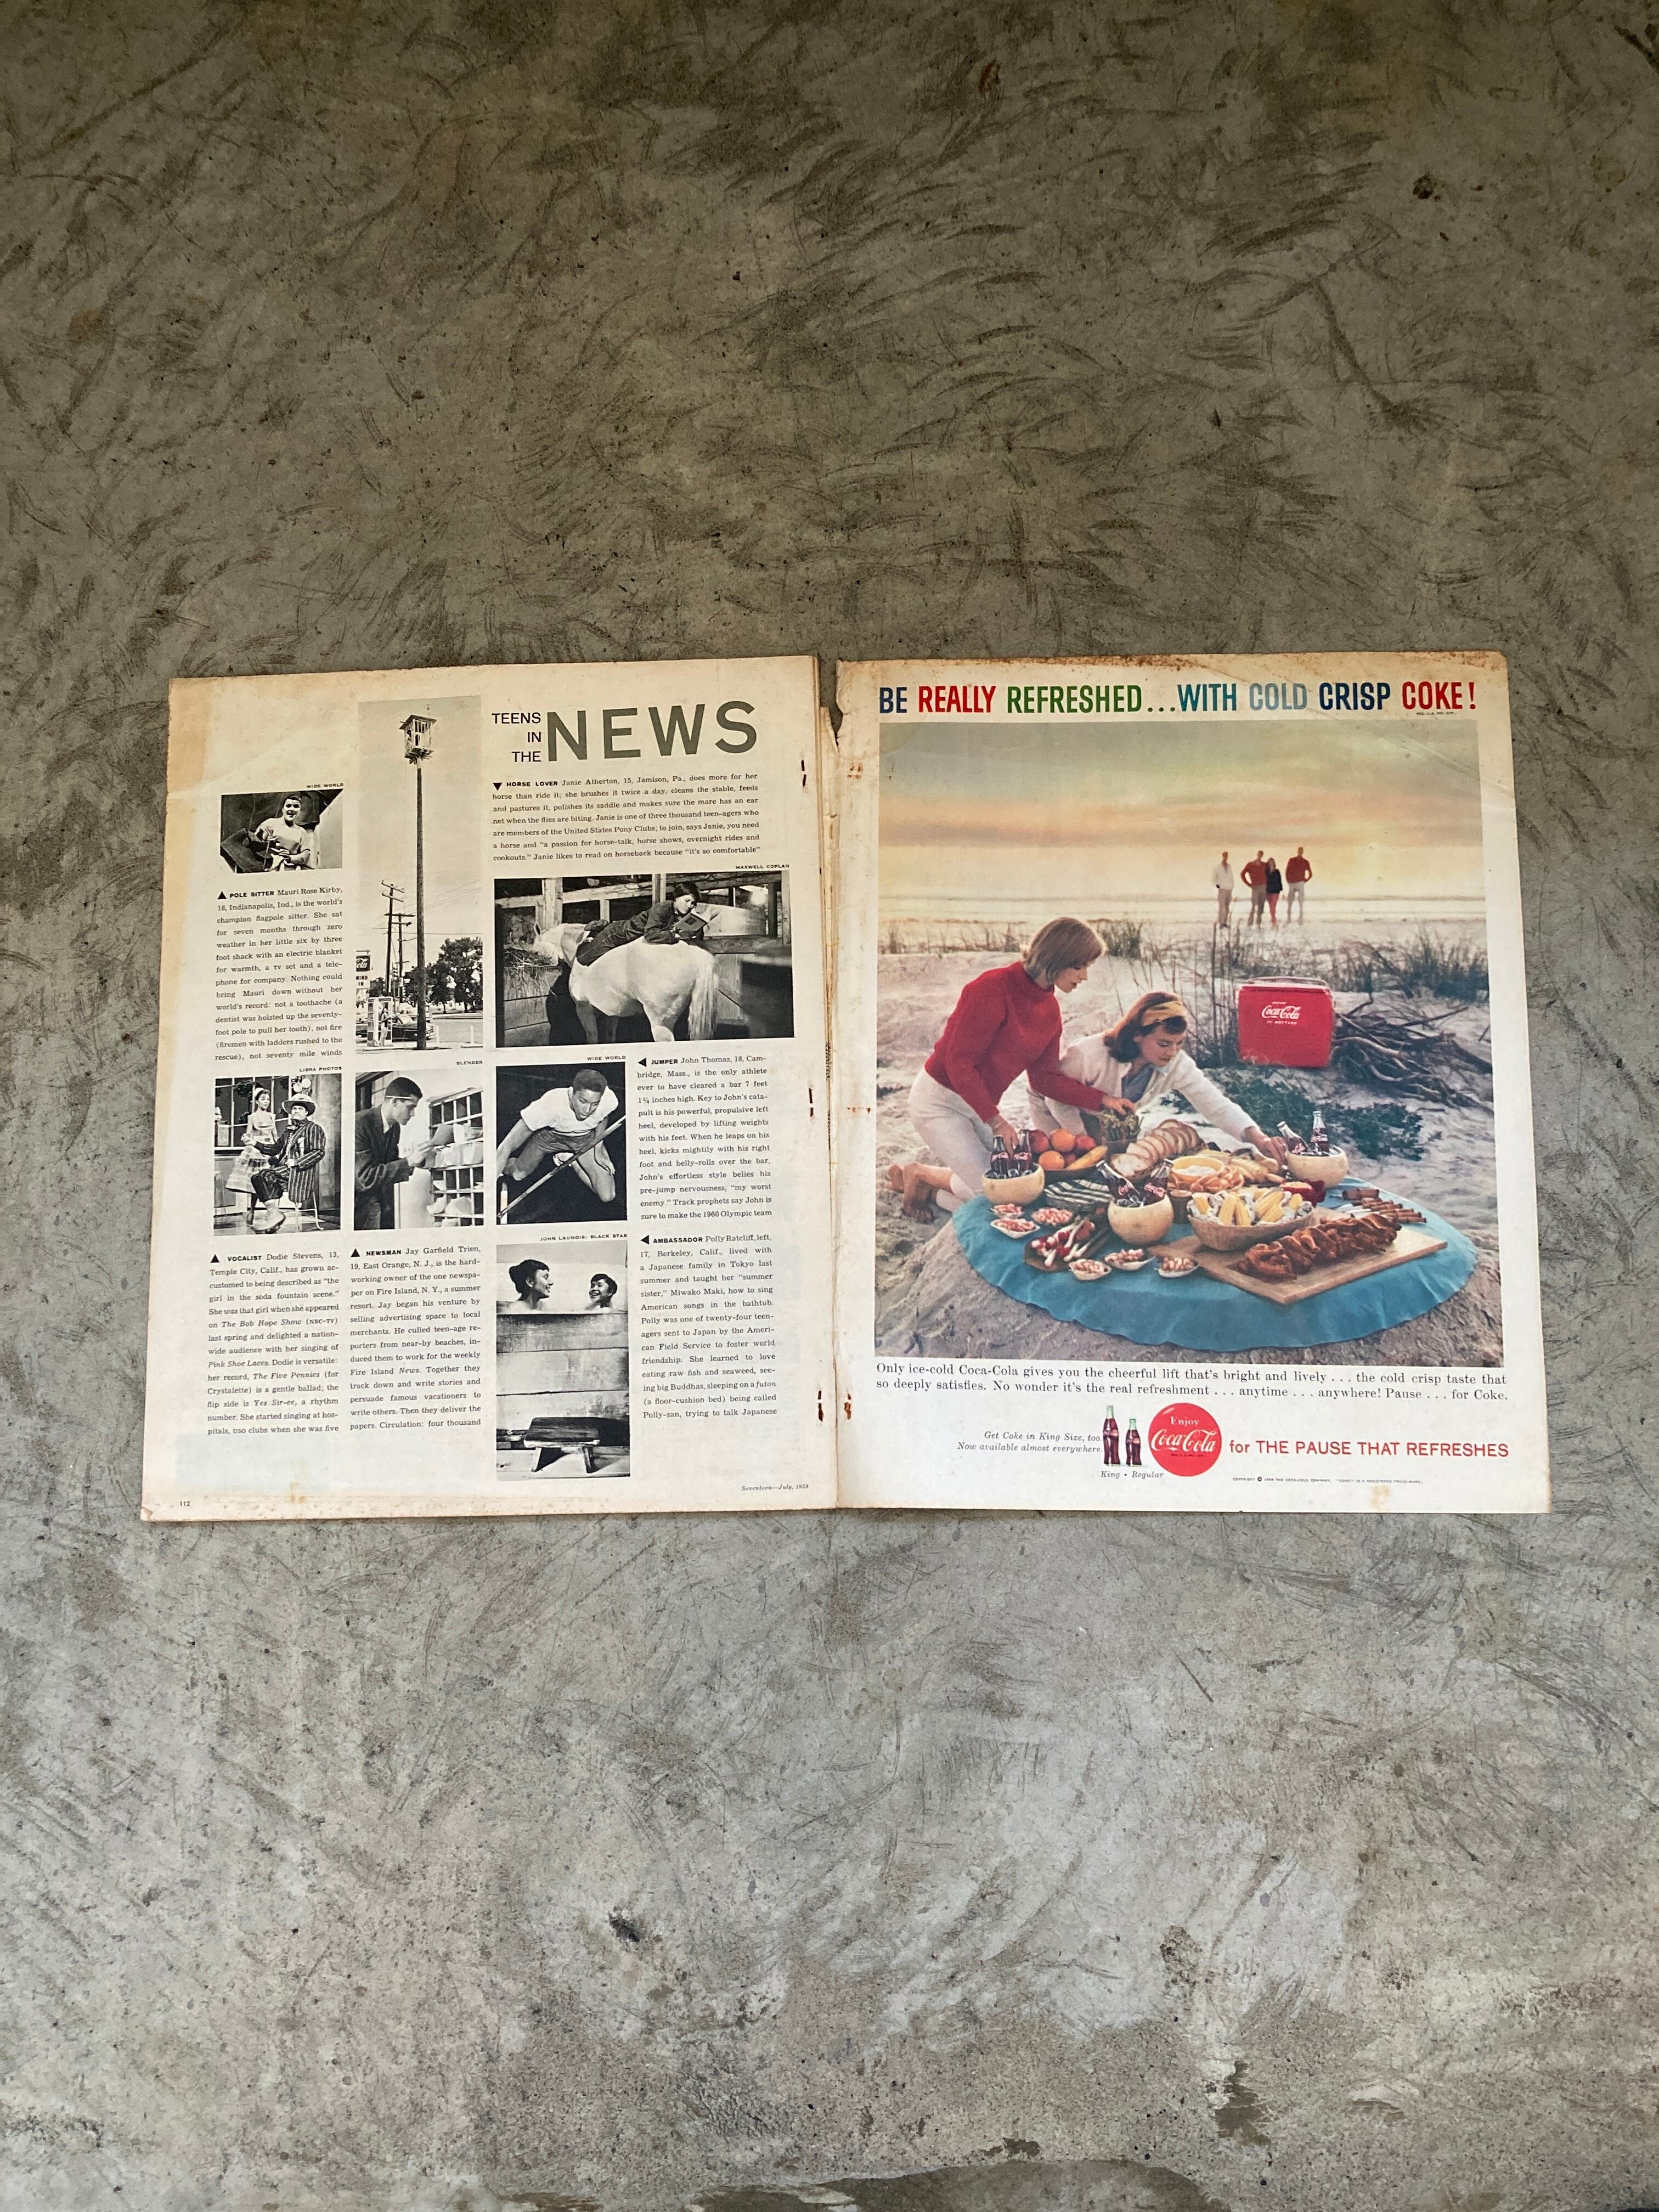 TEENS
IN
THE
NEWS
▼ HORSE LOVER Janie Atherton, 15, Jamison, Pa., does more for her
horse than ride it; she brushes it twice a day, cleans the stable, feeds
and pastures it, polishes its saddle and makes sure the mare has an ear
net when the flies are biting. Janie is one of three thousand teen-agers who
are members of the United States Pony Clubs; to join, says Janie, you need
a horse and "a passion for horse-talk, horse shows, overnight rides and
cookouts." Janie likes to read on horseback because "it's so comfortable"
MAXWELL COPLAN
WIDE WORLD
▲ POLE SITTER Mauri Rose Kirby,
18, Indianapolis, Ind., is the world's
champion flagpole sitter. She sat
for seven months through zero
weather in her little six by three
foot shack with an electric blanket
for warmth, a TV set and a tele-
phone for company. Nothing could
bring Mauri down without her
world's record: not a toothache (a
dentist was hoisted up the seventy-
foot pole to pull her tooth), not fire
(firemen with ladders rushed to the
rescue), not seventy mile winds
LIBRA PHOTOS
BLENDER
WIDE WORLD
◀ JUMPER John Thomas, 18, Cam-
bridge, Mass., is the only athlete
ever to have cleared a bar 7 feet
1¼ inches high. Key to John's cata-
pult is his powerful, propulsive left
heel, developed by lifting weights
with his feet. When he leaps on his
heel, kicks mightily with his right
foot and belly-rolls over the bar,
John's effortless style belies his
pre-jump nervousness, "my worst
enemy." Track prophets say John is
sure to make the 1960 Olympic team
▲ VOCALIST Dodie Stevens, 13,
Temple City, Calif., has grown ac-
customed to being described as "the
girl in the soda fountain scene."
She was that girl when she appeared
on The Bob Hope Show (NBC-TV)
last spring and delighted a nation-
wide audience with her singing of
Pink Shoe Laces. Dodie is versatile:
her record, The Five Pennies (for
Crystalette) is a gentle ballad; the
flip side is Yes Sir-ee, a rhythm
number. She started singing at hos-
pitals, USO clubs when she was five
▲ NEWSMAN Jay Garfield Trien,
19, East Orange, N. J., is the hard-
working owner of the one newspa-
per on Fire Island, N. Y., a summer
resort. Jay began his venture by
selling advertising space to local
merchants. He culled teen-age re-
porters from near-by beaches, in-
duced them to work for the weekly
Fire Island News. Together they
track down and write stories and
persuade famous vacationers to
write others. Then they deliver the
papers. Circulation: four thousand
JOHN LAUNOIS: BLACK STAR
◀ AMBASSADOR Polly Ratcliff, left,
17, Berkeley, Calif., lived with
a Japanese family in Tokyo last
summer and taught her "summer
sister," Miwako Maki, how to sing
American songs in the bathtub.
Polly was one of twenty-four teen-
agers sent to Japan by the Ameri-
can Field Service to foster world
friendship. She learned to love
eating raw fish and seaweed, see-
ing big Buddhas, sleeping on a futon
(a floor-cushion bed) being called
Polly-san, trying to talk Japanese
112
Seventeen—July, 1959
BE REALLY REFRESHED...WITH COLD CRISP COKE!
Coca-Cola
Only ice-cold Coca-Cola gives you the cheerful lift that's bright and lively . . . the cold crisp taste that
so deeply satisfies. No wonder it's the real refreshment . . . anytime . . . anywhere! Pause . . . for Coke.
Get Coke in King Size, too.
Now available almost everywhere.
King • Regular
Enjoy
Coca-Cola
for THE PAUSE THAT REFRESHES